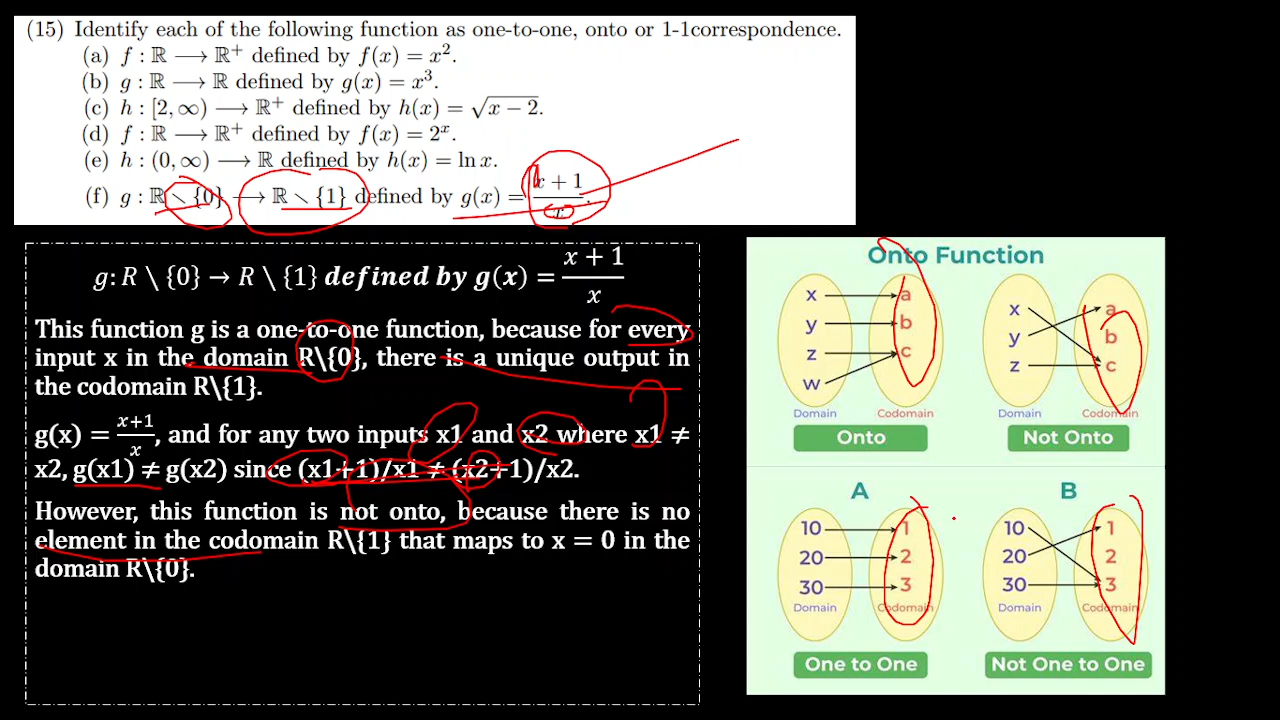 (15) Identify each of the following function as one-to-one, onto or 1-1correspondence.
(a) f : ℝ ⟶ ℝ⁺ defined by f(x) = x².
(b) g : ℝ ⟶ ℝ defined by g(x) = x³.
(c) h : [2, ∞) ⟶ ℝ⁺ defined by h(x) = √(x − 2).
(d) f : ℝ ⟶ ℝ⁺ defined by f(x) = 2ˣ.
(e) h : (0, ∞) ⟶ ℝ defined by h(x) = ln x.
(f) g : ℝ ∖ {0} ⟶ ℝ ∖ {1} defined by g(x) = (x + 1)/x.
g: R \ {0} → R \ {1} defined by g(x) = (x + 1)/x
This function g is a one-to-one function, because for every
input x in the domain R\{0}, there is a unique output in
the codomain R\{1}.
g(x) = (x+1)/x, and for any two inputs x1 and x2 where x1 ≠
x2, g(x1) ≠ g(x2) since (x1+1)/x1 ≠ (x2+1)/x2.
However, this function is not onto, because there is no
element in the codomain R\{1} that maps to x = 0 in the
domain R\{0}.
Onto Function
x a
y b
z c
w
Domain Codomain
Onto
x a
y b
z c
Domain Codomain
Not Onto
A
10 1
20 2
30 3
Domain Codomain
One to One
B
10 1
20 2
30 3
Domain Codomain
Not One to One